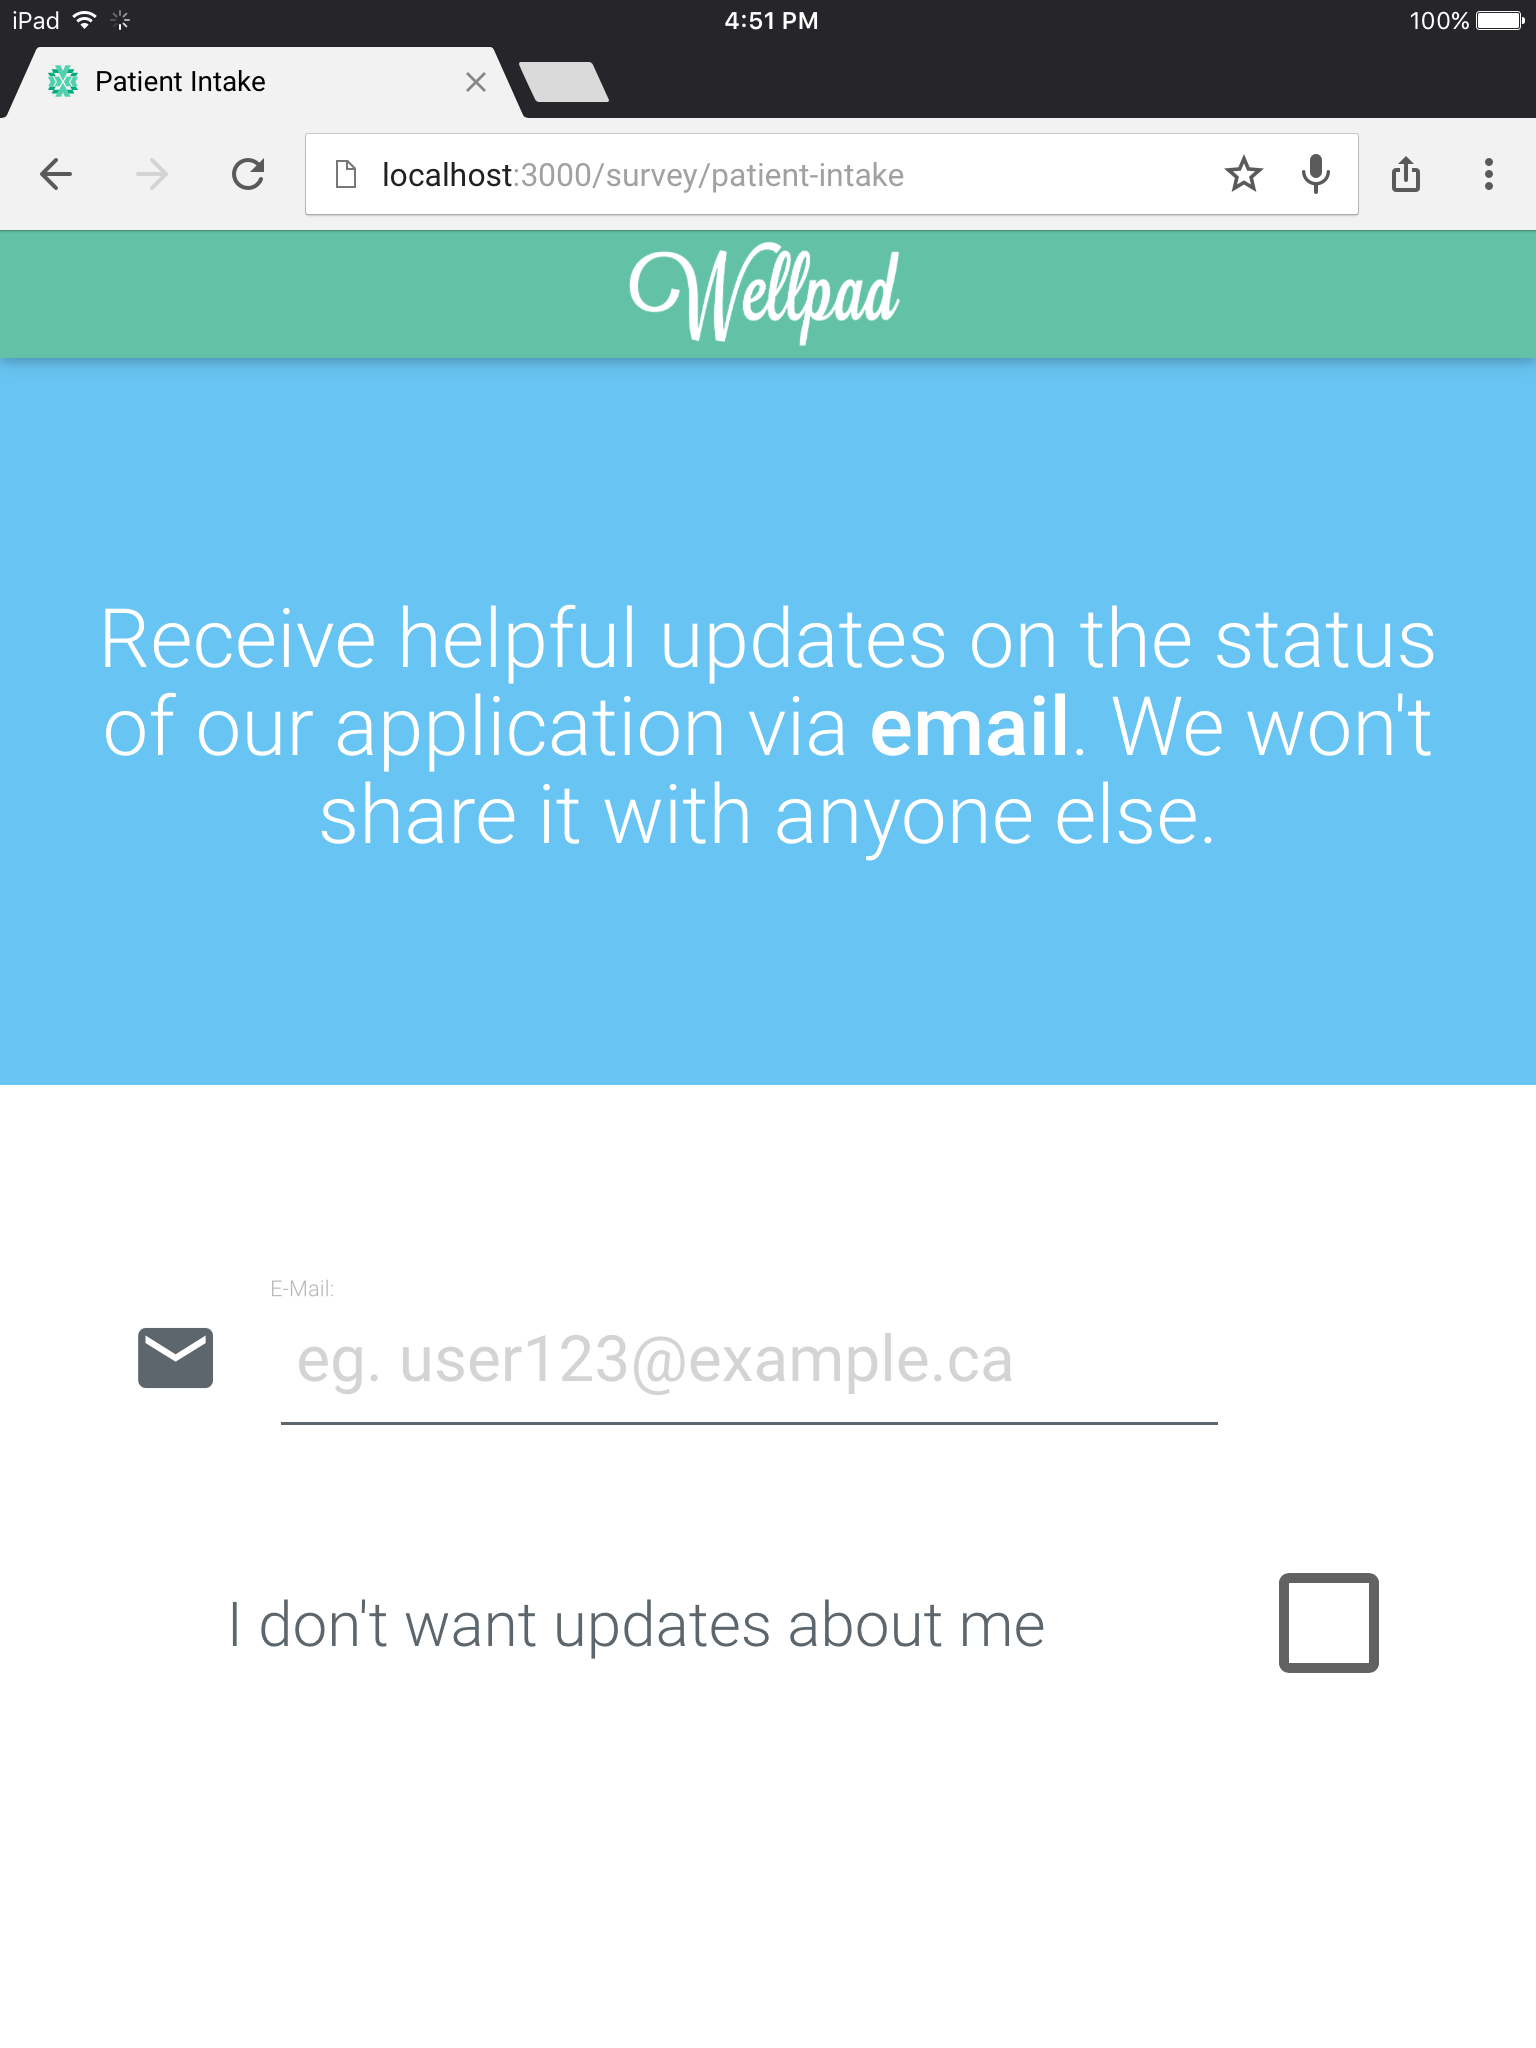 iPad
4:51 PM
100%
Patient Intake
localhost:3000/survey/patient-intake
Wellpad
Receive helpful updates on the status
of our application via email. We won't
share it with anyone else.
E-Mail:
eg. user123@example.ca
I don't want updates about me